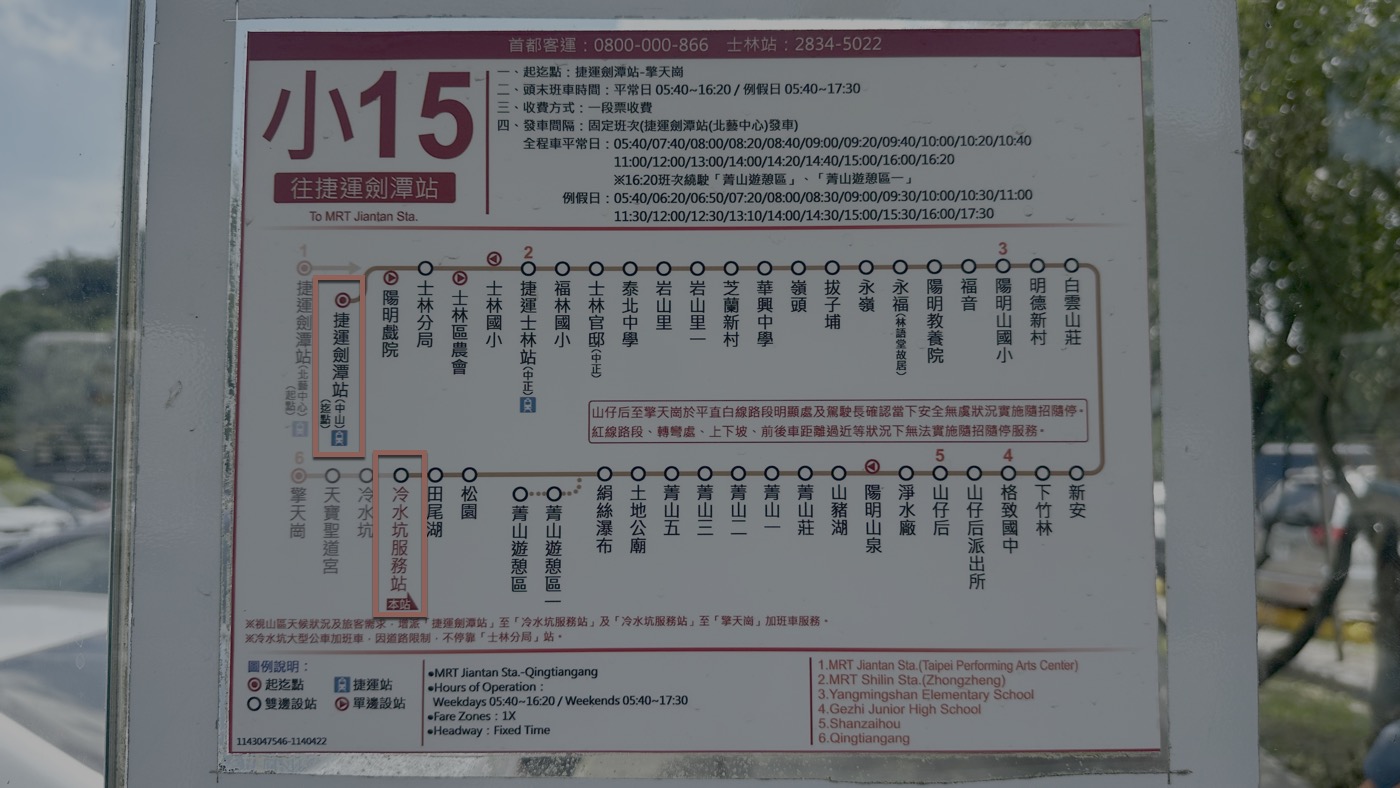 首都客運：0800-000-866 士林站：2834-5022
小15
往捷運劍潭站
To MRT Jiantan Sta.
一、起迄點：捷運劍潭站-擎天崗
二、頭末班車時間：平常日 05:40~16:20 / 例假日 05:40~17:30
三、收費方式：一段票收費
四、發車間隔：固定班次(捷運劍潭站(北藝中心)發車)
全程車平常日：05:40/07:40/08:00/08:20/08:40/09:00/09:20/09:40/10:00/10:20/10:40
11:00/12:00/13:00/14:00/14:20/14:40/15:00/16:00/16:20
※16:20班次繞駛「菁山遊憩區」、「菁山遊憩區一」
例假日：05:40/06:20/06:50/07:20/08:00/08:30/09:00/09:30/10:00/10:30/11:00
11:30/12:00/12:30/13:10/14:00/14:30/15:00/15:30/16:00/17:30
1
捷運劍潭站(北藝中心)(起點)
捷運劍潭站(中山)(迄點)
陽明戲院
士林分局
士林區農會
士林國小
2
捷運士林站(中正)
福林國小
士林官邸(中正)
泰北中學
岩山里
岩山里一
芝蘭新村
華興中學
嶺頭
拔子埔
永嶺
永福(林語堂故居)
陽明教養院
福音
3
陽明山國小
明德新村
白雲山莊
山仔后至擎天崗於平直白線路段明顯處及駕駛長確認當下安全無虞狀況實施隨招隨停。
紅線路段、轉彎處、上下坡、前後車距離過近等狀況下無法實施隨招隨停服務。
6
擎天崗
天寶聖道宮
冷水坑
冷水坑服務站
本站
田尾湖
松園
菁山遊憩區
菁山遊憩區一
絹絲瀑布
土地公廟
菁山五
菁山三
菁山二
菁山一
菁山莊
山豬湖
陽明山泉
淨水廠
5
山仔后
山仔后派出所
4
格致國中
下竹林
新安
※視山區天候狀況及旅客需求，增派「捷運劍潭站」至「冷水坑服務站」及「冷水坑服務站」至「擎天崗」加班車服務。
※冷水坑大型公車加班車，因道路限制，不停靠「士林分局」站。
圖例說明：
起迄點 捷運站
雙邊設站 單邊設站
1143047546-1140422
●MRT Jiantan Sta.-Qingtiangang
●Hours of Operation：
Weekdays 05:40~16:20 / Weekends 05:40~17:30
●Fare Zones：1X
●Headway：Fixed Time
1.MRT Jiantan Sta.(Taipei Performing Arts Center)
2.MRT Shilin Sta.(Zhongzheng)
3.Yangmingshan Elementary School
4.Gezhi Junior High School
5.Shanzaihou
6.Qingtiangang